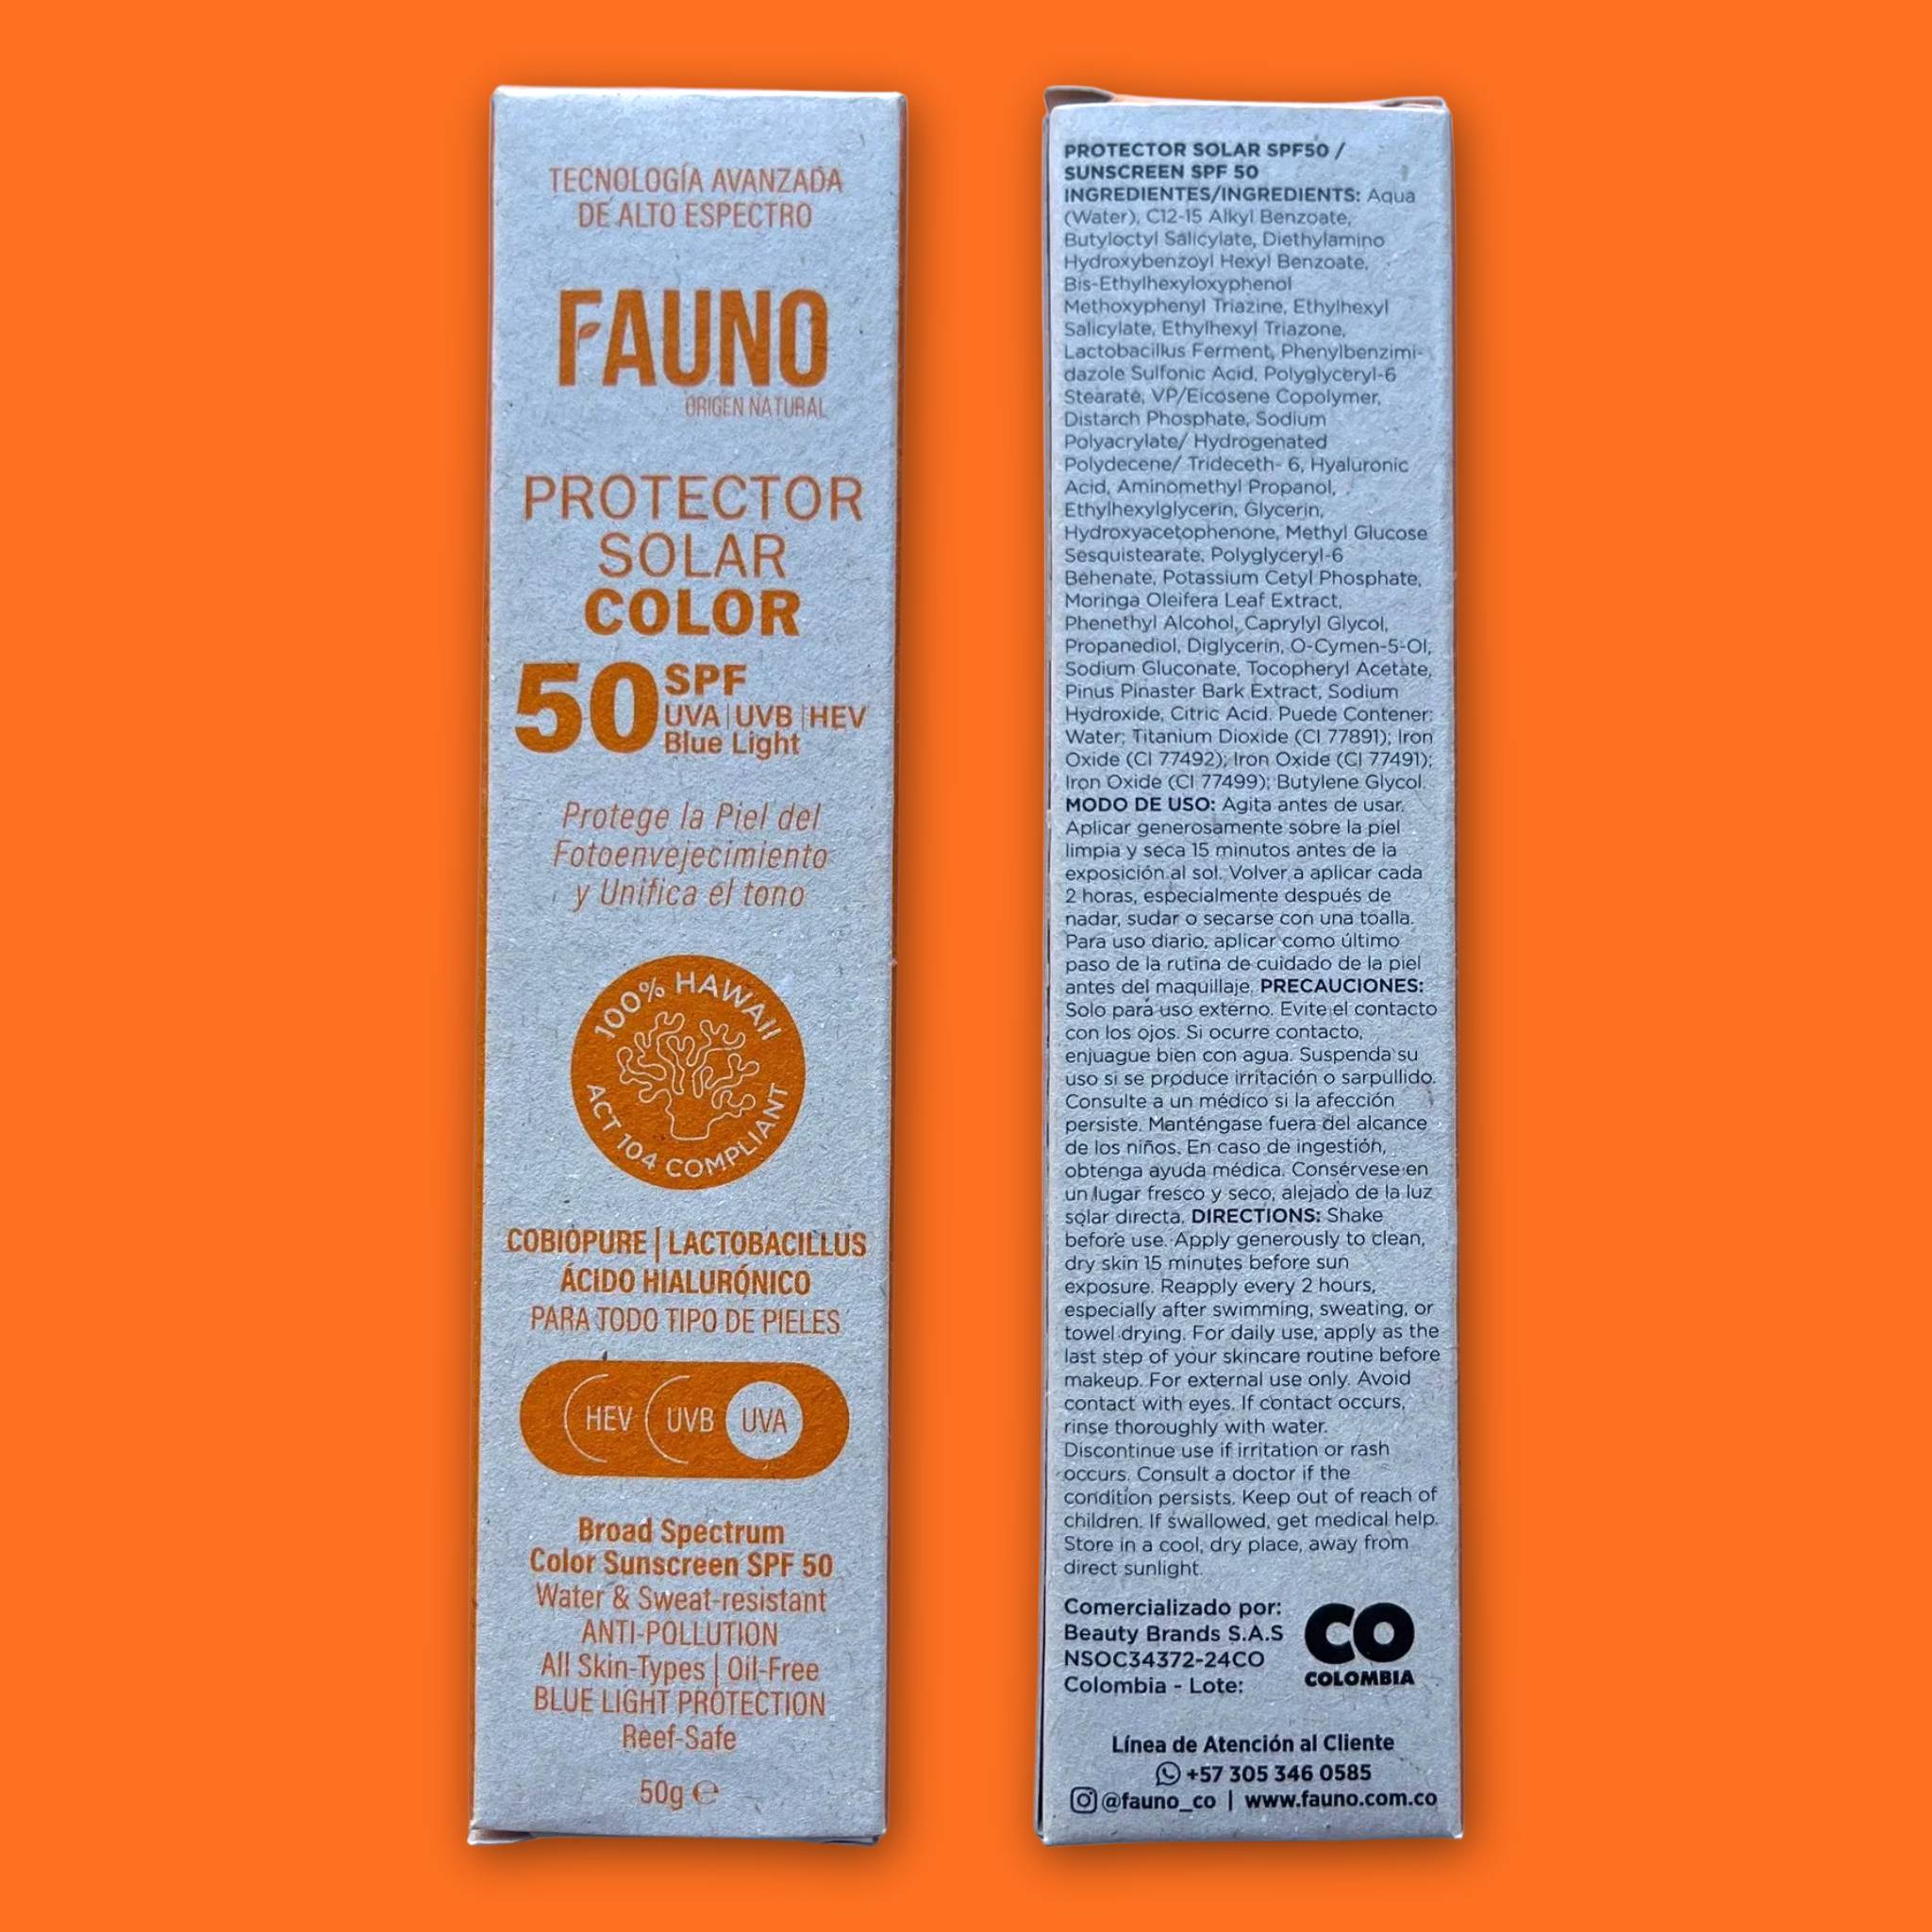 TECNOLOGÍA AVANZADA
DE ALTO ESPECTRO
FAUNO
ORIGEN NATURAL
PROTECTOR
SOLAR
COLOR
50 SPF
UVA | UVB | HEV
Blue Light
Protege la Piel del
Fotoenvejecimiento
y Unifica el tono
100% HAWAII
ACT 104 COMPLIANT
COBIOPURE | LACTOBACILLUS
ÁCIDO HIALURÓNICO
PARA TODO TIPO DE PIELES
HEV UVB UVA
Broad Spectrum
Color Sunscreen SPF 50
Water & Sweat-resistant
ANTI-POLLUTION
All Skin-Types | Oil-Free
BLUE LIGHT PROTECTION
Reef-Safe
50g ℮
PROTECTOR SOLAR SPF50 /
SUNSCREEN SPF 50
INGREDIENTES/INGREDIENTS: Aqua
(Water), C12-15 Alkyl Benzoate,
Butyloctyl Salicylate, Diethylamino
Hydroxybenzoyl Hexyl Benzoate,
Bis-Ethylhexyloxyphenol
Methoxyphenyl Triazine, Ethylhexyl
Salicylate, Ethylhexyl Triazone,
Lactobacillus Ferment, Phenylbenzimi-
dazole Sulfonic Acid, Polyglyceryl-6
Stearate, VP/Eicosene Copolymer,
Distarch Phosphate, Sodium
Polyacrylate/ Hydrogenated
Polydecene/ Trideceth- 6, Hyaluronic
Acid, Aminomethyl Propanol,
Ethylhexylglycerin, Glycerin,
Hydroxyacetophenone, Methyl Glucose
Sesquistearate, Polyglyceryl-6
Behenate, Potassium Cetyl Phosphate,
Moringa Oleifera Leaf Extract,
Phenethyl Alcohol, Caprylyl Glycol,
Propanediol, Diglycerin, O-Cymen-5-Ol,
Sodium Gluconate, Tocopheryl Acetate,
Pinus Pinaster Bark Extract, Sodium
Hydroxide, Citric Acid. Puede Contener:
Water; Titanium Dioxide (CI 77891); Iron
Oxide (CI 77492); Iron Oxide (CI 77491);
Iron Oxide (CI 77499); Butylene Glycol.
MODO DE USO: Agita antes de usar.
Aplicar generosamente sobre la piel
limpia y seca 15 minutos antes de la
exposición al sol. Volver a aplicar cada
2 horas, especialmente después de
nadar, sudar o secarse con una toalla.
Para uso diario, aplicar como último
paso de la rutina de cuidado de la piel
antes del maquillaje. PRECAUCIONES:
Solo para uso externo. Evite el contacto
con los ojos. Si ocurre contacto,
enjuague bien con agua. Suspenda su
uso si se produce irritación o sarpullido.
Consulte a un médico si la afección
persiste. Manténgase fuera del alcance
de los niños. En caso de ingestión,
obtenga ayuda médica. Consérvese en
un lugar fresco y seco, alejado de la luz
solar directa. DIRECTIONS: Shake
before use. Apply generously to clean,
dry skin 15 minutes before sun
exposure. Reapply every 2 hours,
especially after swimming, sweating, or
towel drying. For daily use, apply as the
last step of your skincare routine before
makeup. For external use only. Avoid
contact with eyes. If contact occurs,
rinse thoroughly with water.
Discontinue use if irritation or rash
occurs. Consult a doctor if the
condition persists. Keep out of reach of
children. If swallowed, get medical help.
Store in a cool, dry place, away from
direct sunlight.
Comercializado por:
Beauty Brands S.A.S
NSOC34372-24CO
Colombia - Lote:
CO
COLOMBIA
Línea de Atención al Cliente
+57 305 346 0585
@fauno_co | www.fauno.com.co